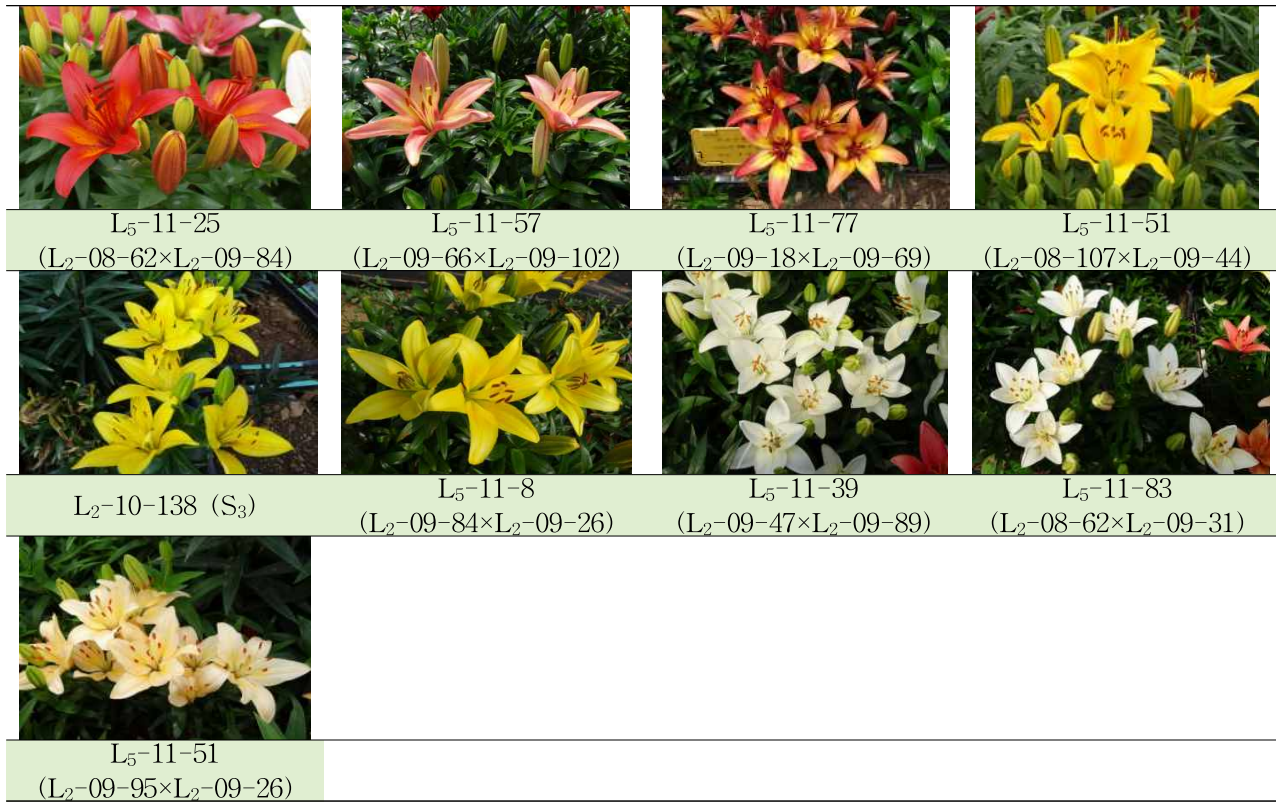 L₅-11-25
(L₂-08-62×L₂-09-84)
L₅-11-57
(L₂-09-66×L₂-09-102)
L₅-11-77
(L₂-09-18×L₂-09-69)
L₅-11-51
(L₂-08-107×L₂-09-44)
L₂-10-138 (S₃)
L₅-11-8
(L₂-09-84×L₂-09-26)
L₅-11-39
(L₂-09-47×L₂-09-89)
L₅-11-83
(L₂-08-62×L₂-09-31)
L₅-11-51
(L₂-09-95×L₂-09-26)